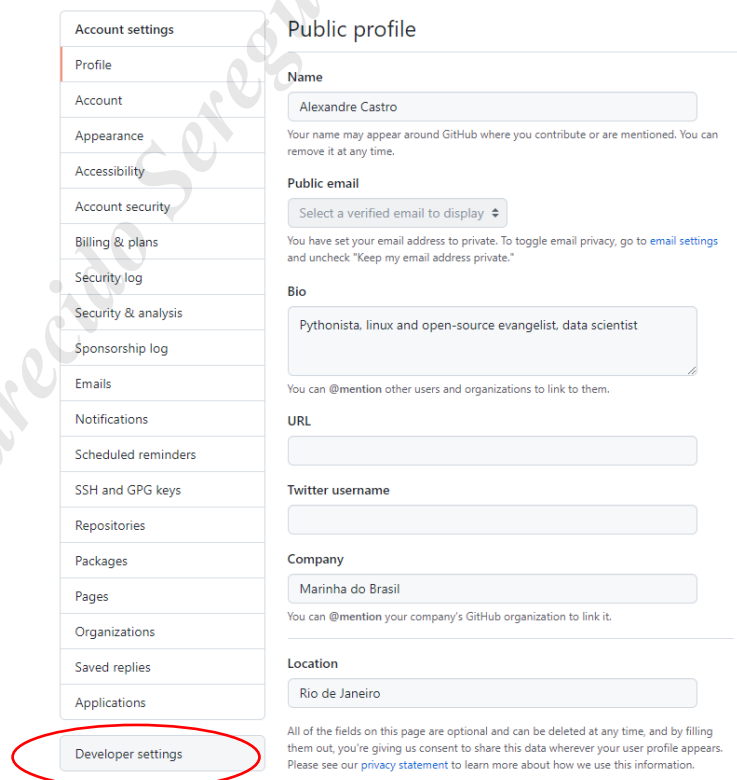 Account settings
Profile
Account
Appearance
Accessibility
Account security
Billing & plans
Security log
Security & analysis
Sponsorship log
Emails
Notifications
Scheduled reminders
SSH and GPG keys
Repositories
Packages
Pages
Organizations
Saved replies
Applications
Developer settings
Public profile
Name
Alexandre Castro
Your name may appear around GitHub where you contribute or are mentioned. You can
remove it at any time.
Public email
Select a verified email to display
You have set your email address to private. To toggle email privacy, go to email settings
and uncheck "Keep my email address private."
Bio
Pythonista, linux and open-source evangelist, data scientist
You can @mention other users and organizations to link to them.
URL
Twitter username
Company
Marinha do Brasil
You can @mention your company's GitHub organization to link it.
Location
Rio de Janeiro
All of the fields on this page are optional and can be deleted at any time, and by filling
them out, you're giving us consent to share this data wherever your user profile appears.
Please see our privacy statement to learn more about how we use this information.